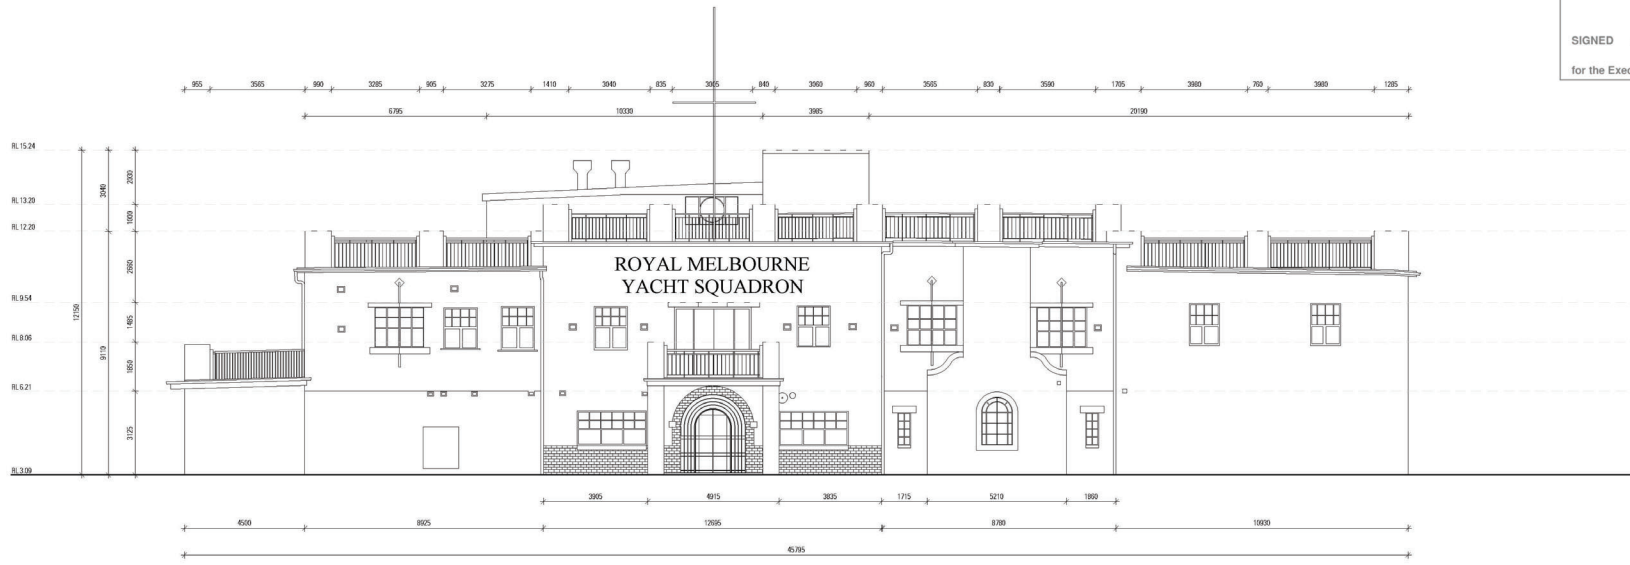 SIGNED
for the Exec
955 3565 990 3285 905 3275 1410 3040 835 3005 840 3060 960 3565 830 3590 1705 3980 760 3980 1285
6795 10330 3985 20190
RL 15.24
RL 13.20
RL 12.20
RL 9.54
RL 8.06
RL 6.21
RL 3.09
12150
3040
9110
2030
1000
2660
1485
1850
3125
ROYAL MELBOURNE
YACHT SQUADRON
3905 4915 3835 1715 5210 1860
4500 8925 12695 8780 10930
45795